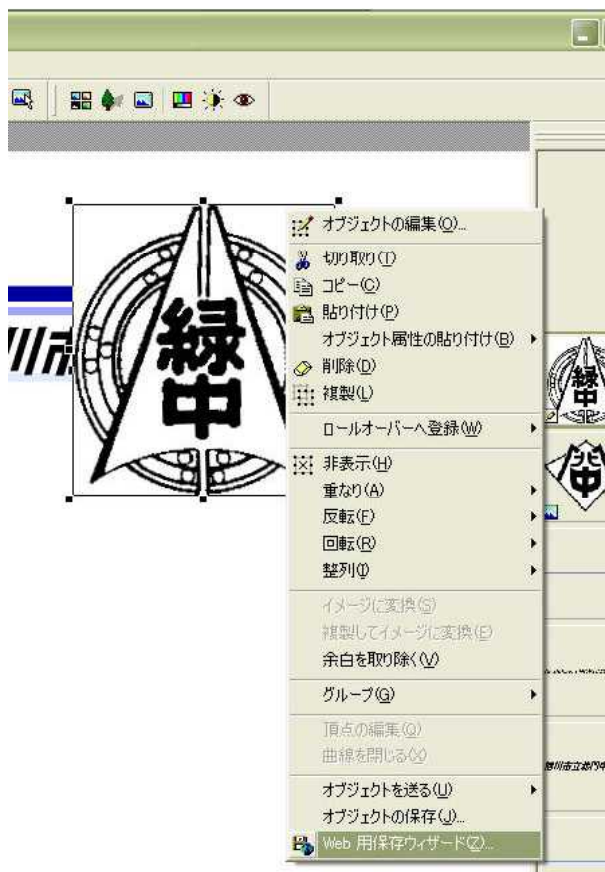 緑
中
川市
オブジェクトの編集(O)...
切り取り(T)
コピー(C)
貼り付け(P)
オブジェクト属性の貼り付け(B)
削除(D)
複製(L)
ロールオーバーへ登録(W)
非表示(H)
重なり(A)
反転(F)
回転(R)
整列(I)
イメージに変換(S)
複製してイメージに変換(E)
余白を取り除く(V)
グループ(G)
頂点の編集(Q)
曲線を閉じる(X)
オブジェクトを送る(U)
オブジェクトの保存(J)...
Web 用保存ウィザード(Z)...
緑
中